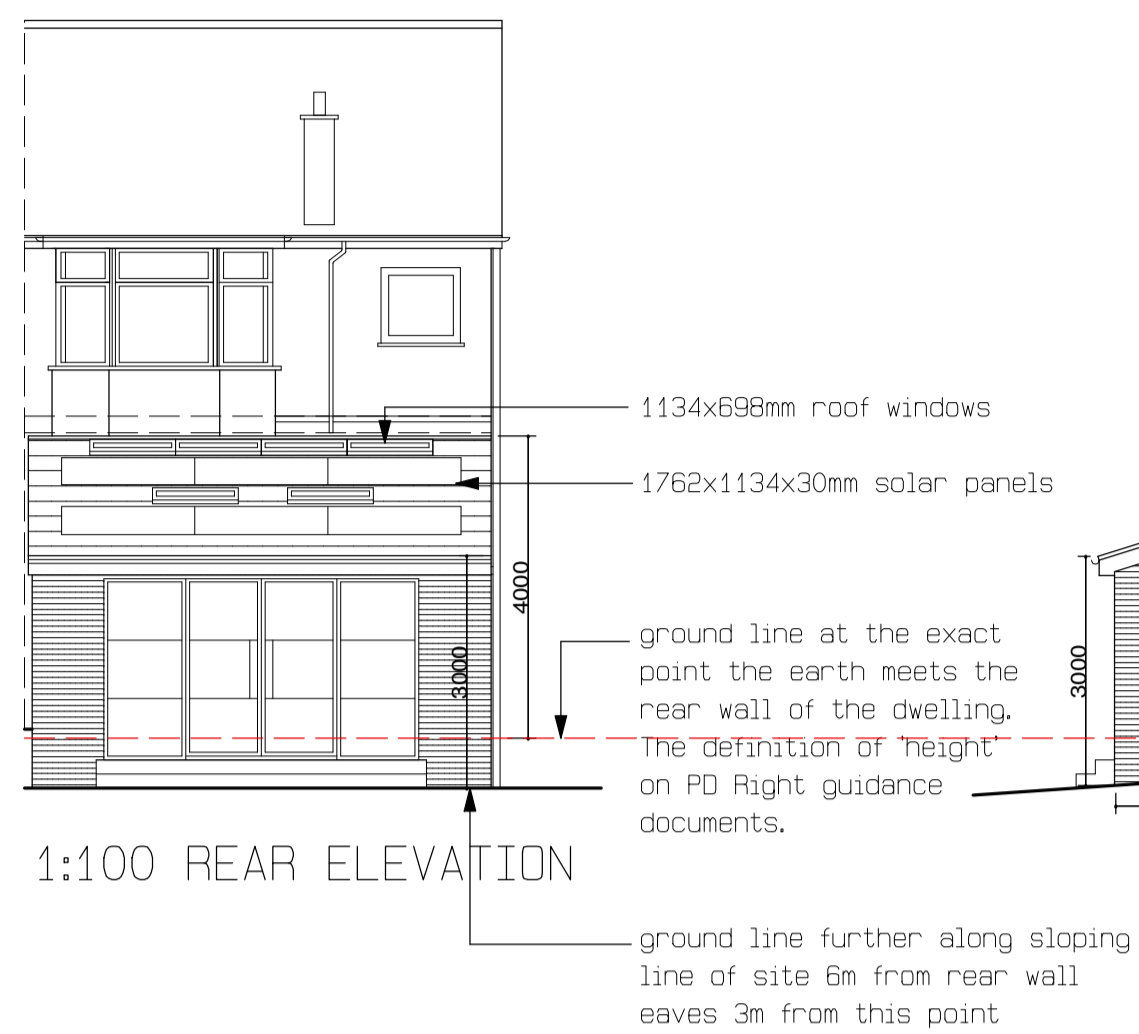 1134x698mm roof windows
1762x1134x30mm solar panels
4000
3000
3000
ground line at the exact
point the earth meets the
rear wall of the dwelling.
The definition of 'height'
on PD Right guidance
documents.
1:100 REAR ELEVATION
ground line further along sloping
line of site 6m from rear wall
eaves 3m from this point